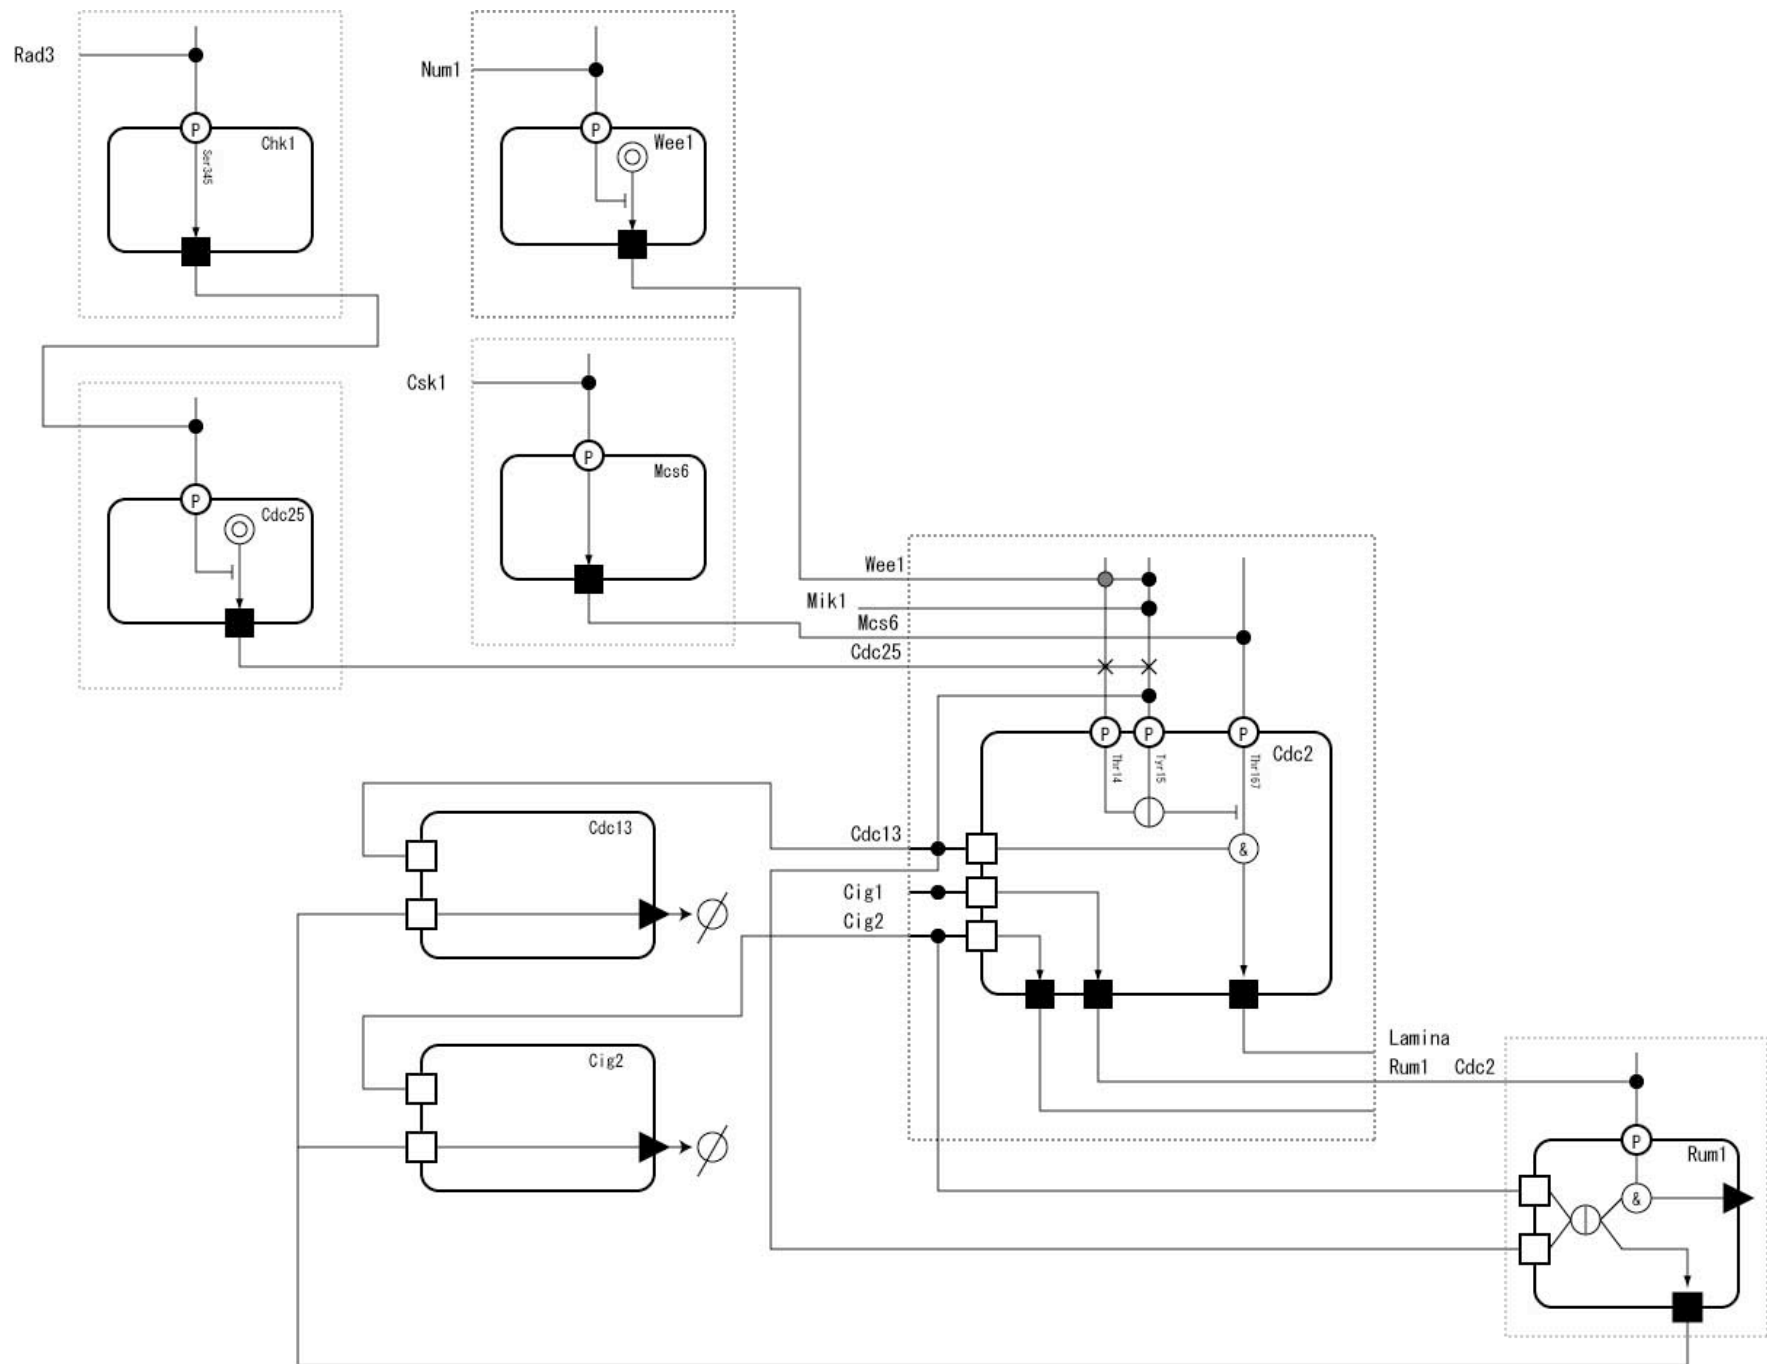 Rad3
P
Chk1
Ser345
Num1
P
Wee1
P
Cdc25
Csk1
P
Mcs6
Wee1
Mik1
Mcs6
Cdc25
P
P
P
Cdc2
Thr14
Tyr15
Thr167
&
Cdc13
Cig1
Cig2
Cdc13
Cig2
Lamina
Rum1 Cdc2
P
Rum1
&